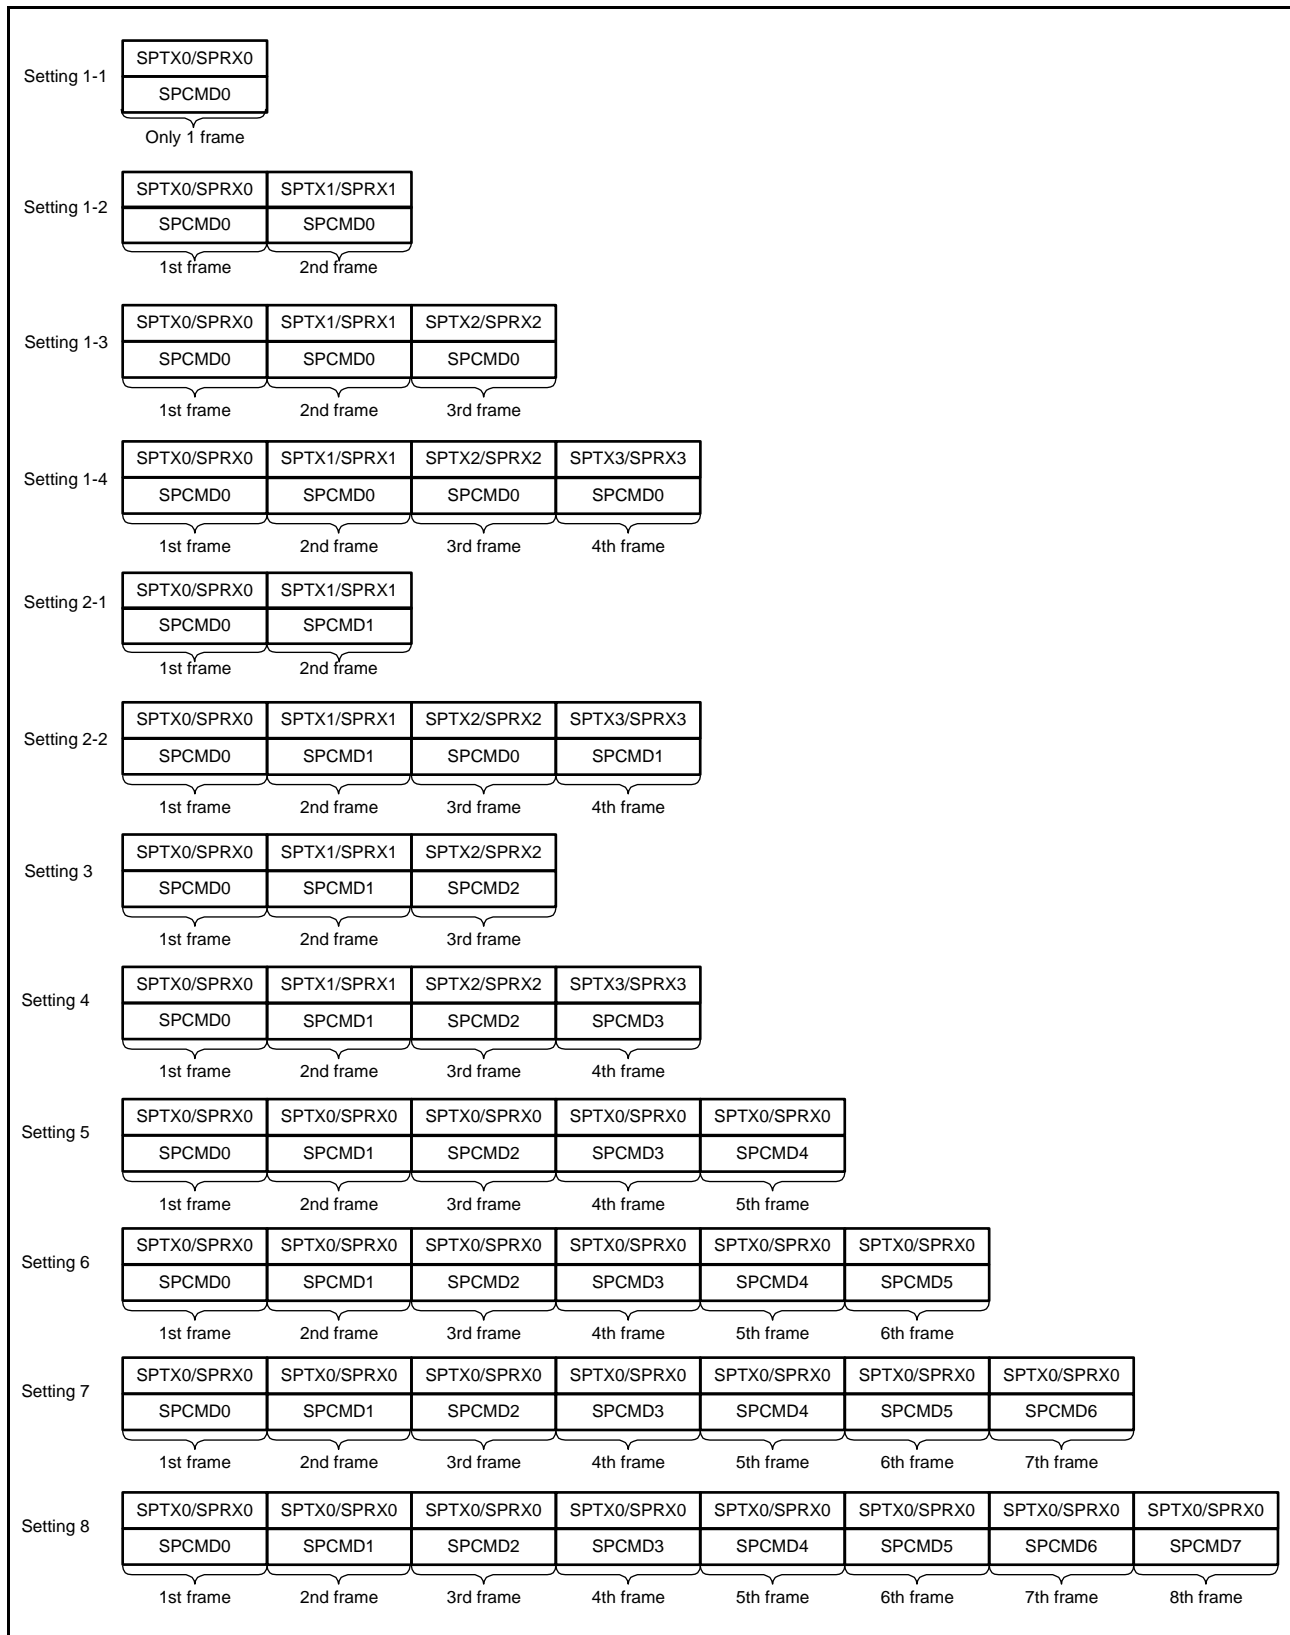 Setting 1-1
SPTX0/SPRX0
SPCMD0
Only 1 frame
Setting 1-2
SPTX0/SPRX0 SPTX1/SPRX1
SPCMD0 SPCMD0
1st frame 2nd frame
Setting 1-3
SPTX0/SPRX0 SPTX1/SPRX1 SPTX2/SPRX2
SPCMD0 SPCMD0 SPCMD0
1st frame 2nd frame 3rd frame
Setting 1-4
SPTX0/SPRX0 SPTX1/SPRX1 SPTX2/SPRX2 SPTX3/SPRX3
SPCMD0 SPCMD0 SPCMD0 SPCMD0
1st frame 2nd frame 3rd frame 4th frame
Setting 2-1
SPTX0/SPRX0 SPTX1/SPRX1
SPCMD0 SPCMD1
1st frame 2nd frame
Setting 2-2
SPTX0/SPRX0 SPTX1/SPRX1 SPTX2/SPRX2 SPTX3/SPRX3
SPCMD0 SPCMD1 SPCMD0 SPCMD1
1st frame 2nd frame 3rd frame 4th frame
Setting 3
SPTX0/SPRX0 SPTX1/SPRX1 SPTX2/SPRX2
SPCMD0 SPCMD1 SPCMD2
1st frame 2nd frame 3rd frame
Setting 4
SPTX0/SPRX0 SPTX1/SPRX1 SPTX2/SPRX2 SPTX3/SPRX3
SPCMD0 SPCMD1 SPCMD2 SPCMD3
1st frame 2nd frame 3rd frame 4th frame
Setting 5
SPTX0/SPRX0 SPTX0/SPRX0 SPTX0/SPRX0 SPTX0/SPRX0 SPTX0/SPRX0
SPCMD0 SPCMD1 SPCMD2 SPCMD3 SPCMD4
1st frame 2nd frame 3rd frame 4th frame 5th frame
Setting 6
SPTX0/SPRX0 SPTX0/SPRX0 SPTX0/SPRX0 SPTX0/SPRX0 SPTX0/SPRX0 SPTX0/SPRX0
SPCMD0 SPCMD1 SPCMD2 SPCMD3 SPCMD4 SPCMD5
1st frame 2nd frame 3rd frame 4th frame 5th frame 6th frame
Setting 7
SPTX0/SPRX0 SPTX0/SPRX0 SPTX0/SPRX0 SPTX0/SPRX0 SPTX0/SPRX0 SPTX0/SPRX0 SPTX0/SPRX0
SPCMD0 SPCMD1 SPCMD2 SPCMD3 SPCMD4 SPCMD5 SPCMD6
1st frame 2nd frame 3rd frame 4th frame 5th frame 6th frame 7th frame
Setting 8
SPTX0/SPRX0 SPTX0/SPRX0 SPTX0/SPRX0 SPTX0/SPRX0 SPTX0/SPRX0 SPTX0/SPRX0 SPTX0/SPRX0 SPTX0/SPRX0
SPCMD0 SPCMD1 SPCMD2 SPCMD3 SPCMD4 SPCMD5 SPCMD6 SPCMD7
1st frame 2nd frame 3rd frame 4th frame 5th frame 6th frame 7th frame 8th frame